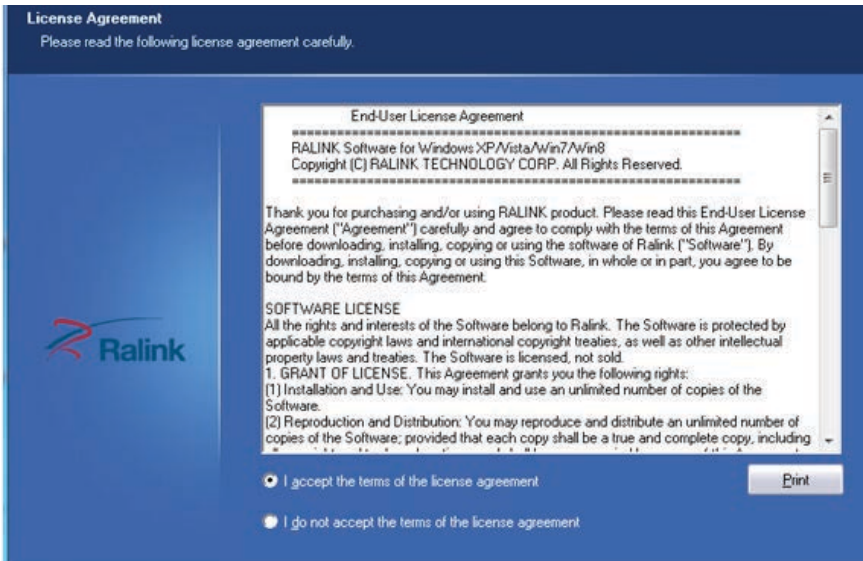 License Agreement
Please read the following license agreement carefully.
End-User License Agreement
===========================================================
RALINK Software for Windows XP/Vista/Win7/Win8
Copyright (C) RALINK TECHNOLOGY CORP. All Rights Reserved.
===========================================================
Thank you for purchasing and/or using RALINK product. Please read this End-User License
Agreement ("Agreement") carefully and agree to comply with the terms of this Agreement
before downloading, installing, copying or using the software of Ralink ("Software"). By
downloading, installing, copying or using this Software, in whole or in part, you agree to be
bound by the terms of this Agreement.
SOFTWARE LICENSE
All the rights and interests of the Software belong to Ralink. The Software is protected by
applicable copyright laws and international copyright treaties, as well as other intellectual
property laws and treaties. The Software is licensed, not sold.
1. GRANT OF LICENSE. This Agreement grants you the following rights:
(1) Installation and Use: You may install and use an unlimited number of copies of the
Software.
(2) Reproduction and Distribution: You may reproduce and distribute an unlimited number of
copies of the Software; provided that each copy shall be a true and complete copy, including
Ralink
I accept the terms of the license agreement
Print
I do not accept the terms of the license agreement